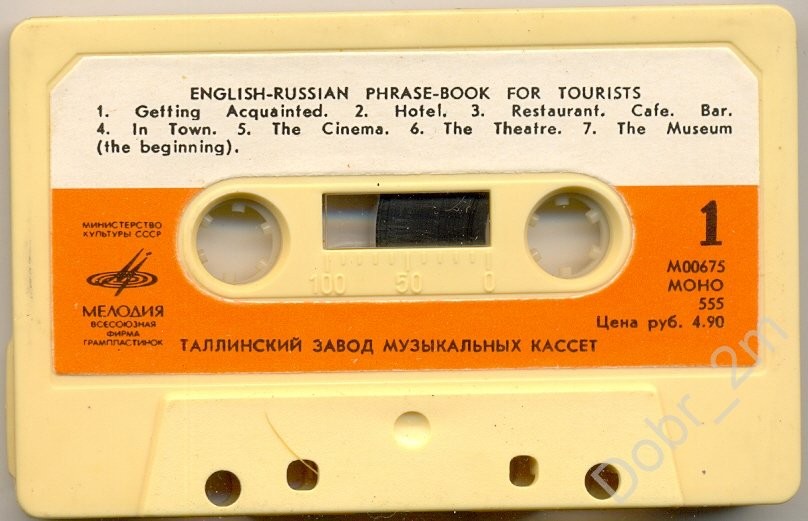 ENGLISH-RUSSIAN PHRASE-BOOK FOR TOURISTS
1. Getting Acquainted. 2. Hotel. 3. Restaurant. Cafe. Bar.
4. In Town. 5. The Cinema. 6. The Theatre. 7. The Museum
(the beginning).
МИНИСТЕРСТВО
КУЛЬТУРЫ СССР
МЕЛОДИЯ
ВСЕСОЮЗНАЯ
ФИРМА
ГРАМПЛАСТИНОК
100 50 0
1
М00675
МОНО
555
Цена руб. 4.90
ТАЛЛИНСКИЙ ЗАВОД МУЗЫКАЛЬНЫХ КАССЕТ
Dobr_2m